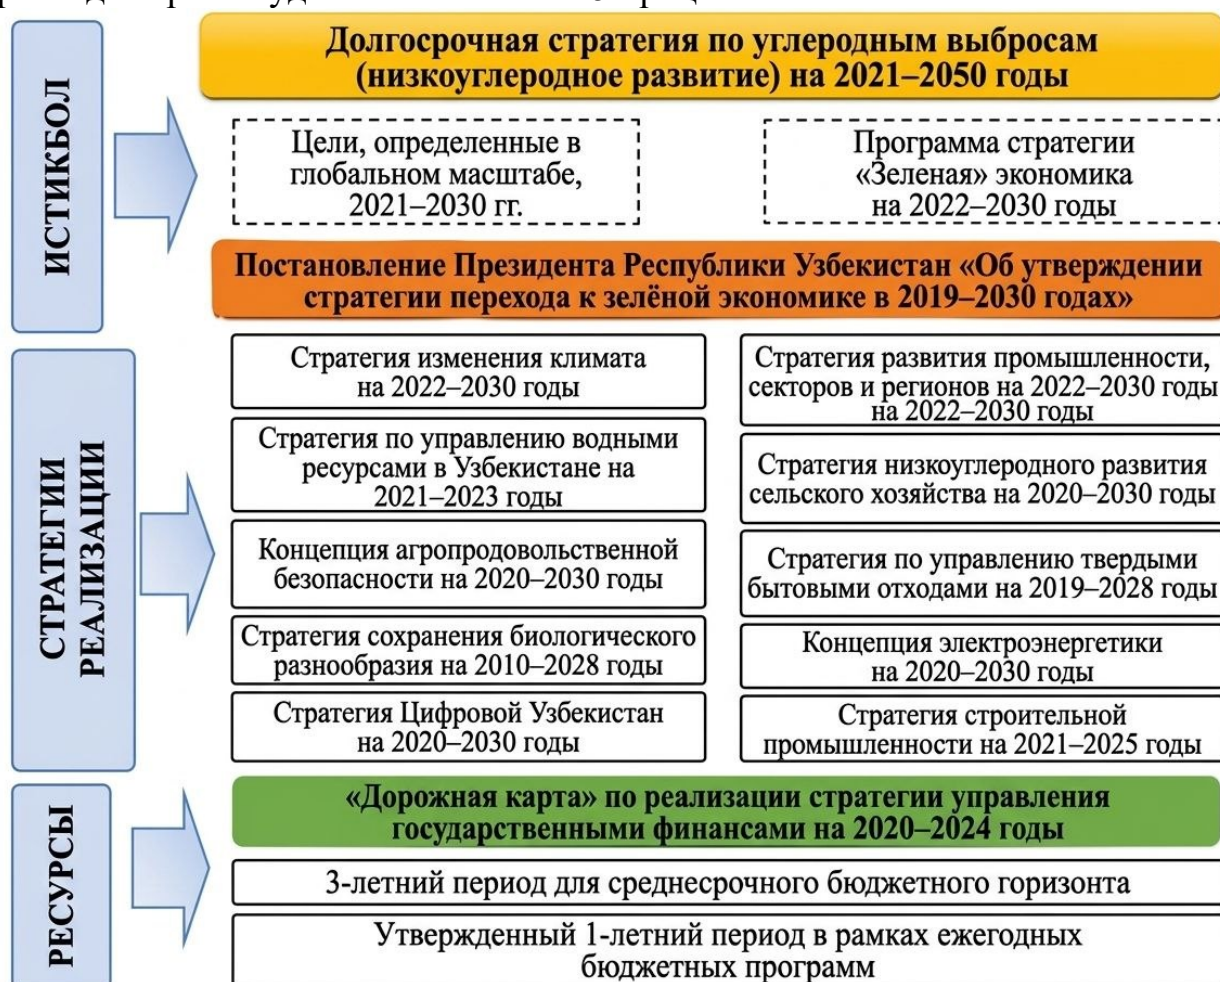 ИСТИКБОЛ
Долгосрочная стратегия по углеродным выбросам
(низкоуглеродное развитие) на 2021–2050 годы
Цели, определенные в
глобальном масштабе,
2021–2030 гг.
Программа стратегии
«Зеленая» экономика
на 2022–2030 годы
Постановление Президента Республики Узбекистан «Об утверждении
стратегии перехода к зелёной экономике в 2019–2030 годах»
СТРАТЕГИИ
РЕАЛИЗАЦИИ
Стратегия изменения климата
на 2022–2030 годы
Стратегия по управлению водными
ресурсами в Узбекистане на
2021–2023 годы
Концепция агропродовольственной
безопасности на 2020–2030 годы
Стратегия сохранения биологического
разнообразия на 2010–2028 годы
Стратегия Цифровой Узбекистан
на 2020–2030 годы
Стратегия развития промышленности,
секторов и регионов на 2022–2030 годы
на 2022–2030 годы
Стратегия низкоуглеродного развития
сельского хозяйства на 2020–2030 годы
Стратегия по управлению твердыми
бытовыми отходами на 2019–2028 годы
Концепция электроэнергетики
на 2020–2030 годы
Стратегия строительной
промышленности на 2021–2025 годы
РЕСУРСЫ
«Дорожная карта» по реализации стратегии управления
государственными финансами на 2020–2024 годы
3-летний период для среднесрочного бюджетного горизонта
Утвержденный 1-летний период в рамках ежегодных
бюджетных программ